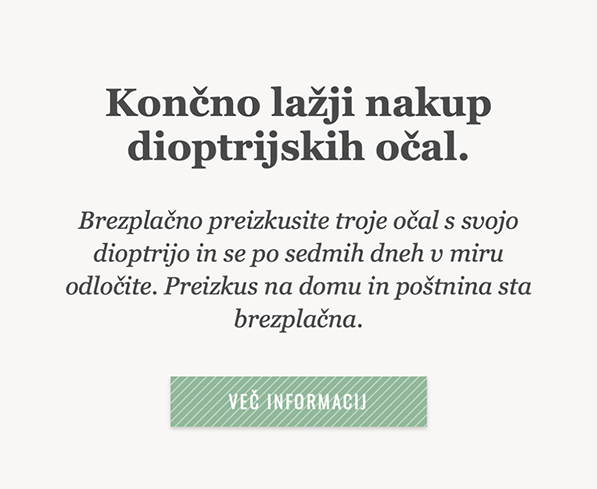 Končno lažji nakup
dioptrijskih očal.
Brezplačno preizkusite troje očal s svojo
dioptrijo in se po sedmih dneh v miru
odločite. Preizkus na domu in poštnina sta
brezplačna.
VEČ INFORMACIJ